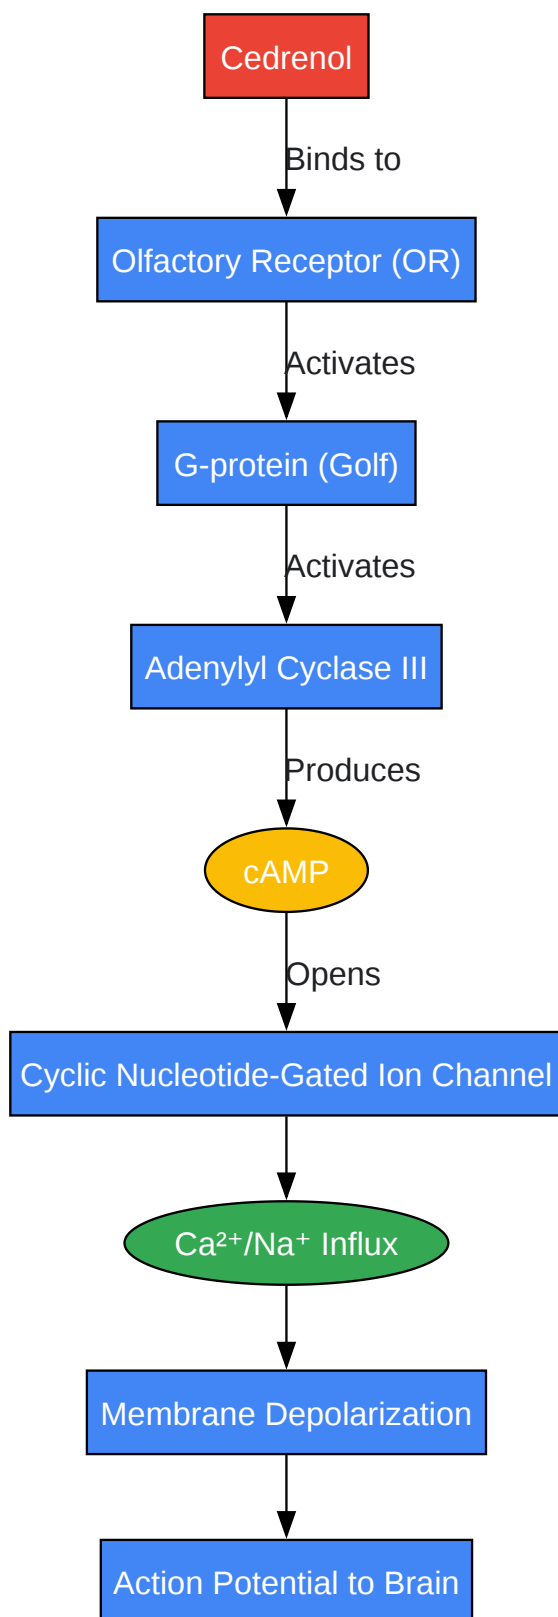 Cedrenol
Binds to
Olfactory Receptor (OR)
Activates
G-protein (Golf)
Activates
Adenylyl Cyclase III
Produces
cAMP
Opens
Cyclic Nucleotide-Gated Ion Channel
Ca²⁺/Na⁺ Influx
Membrane Depolarization
Action Potential to Brain